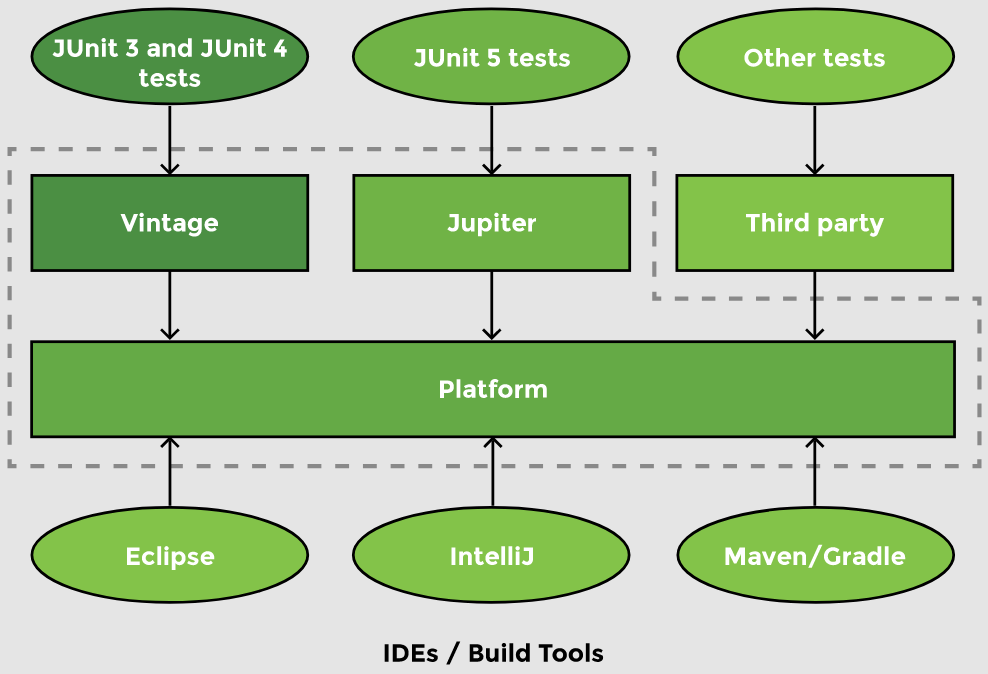 JUnit 3 and JUnit 4
tests
JUnit 5 tests
Other tests
Vintage
Jupiter
Third party
Platform
Eclipse
IntelliJ
Maven/Gradle
IDEs / Build Tools